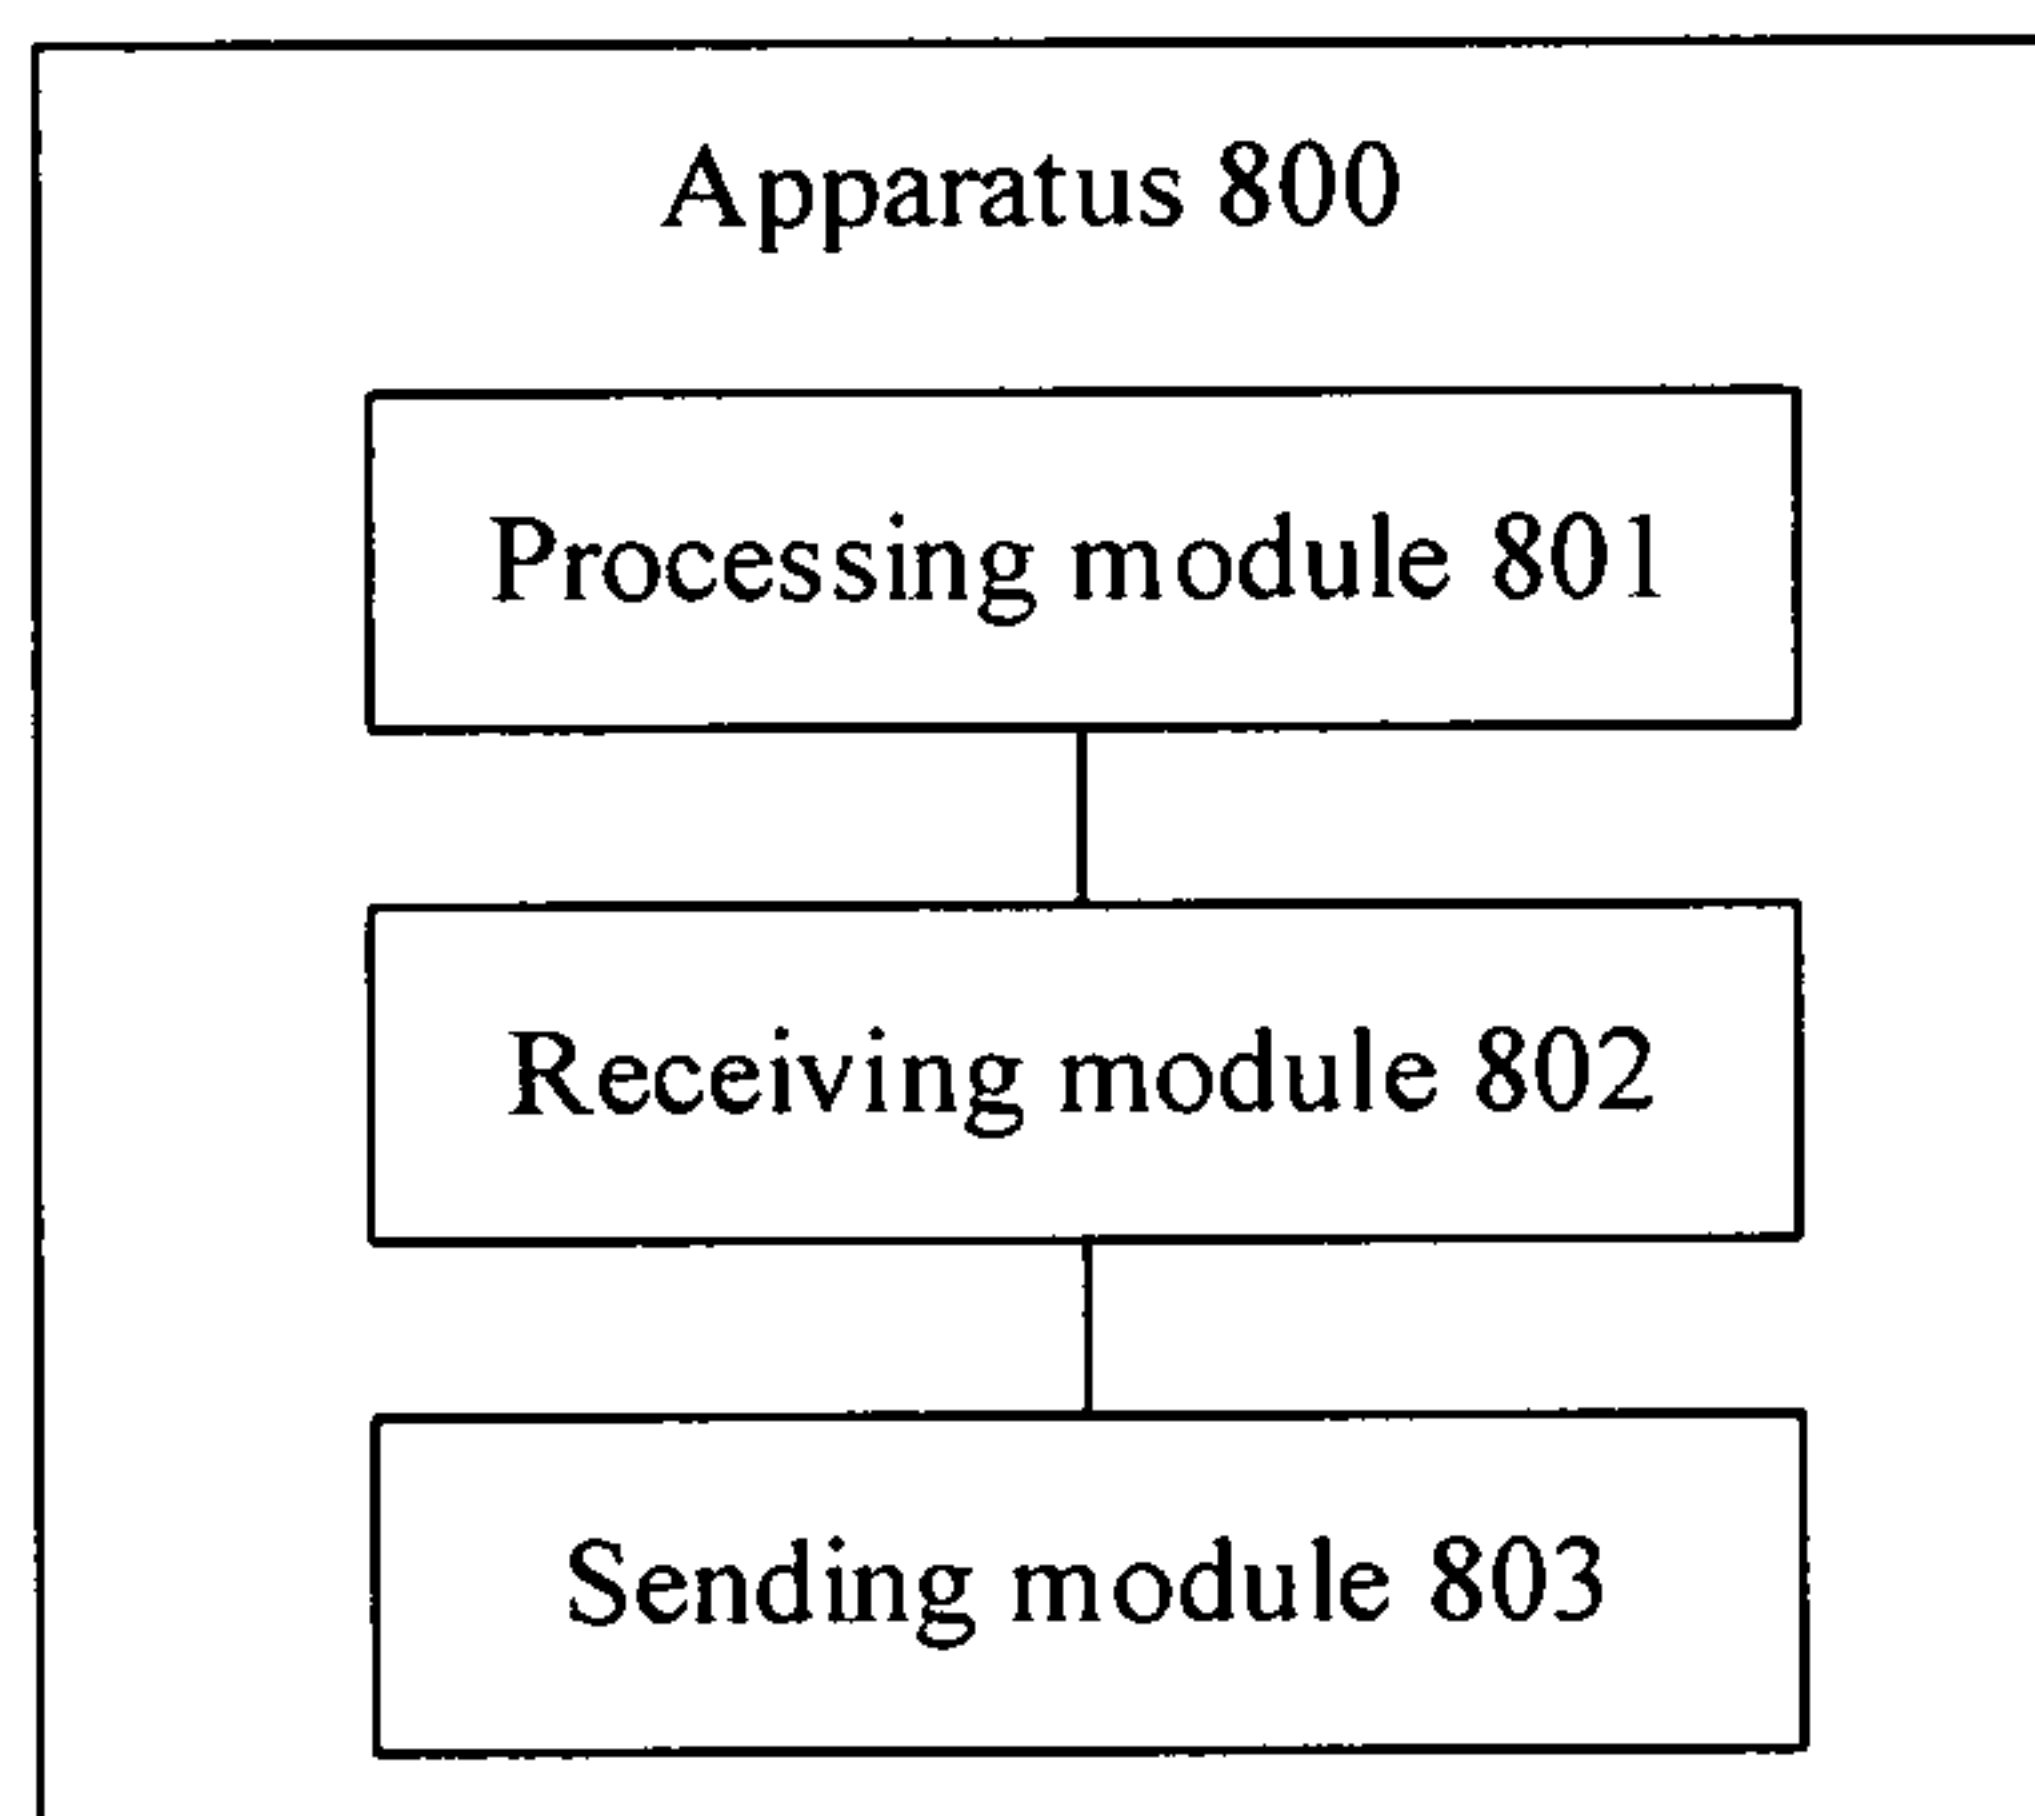 Apparatus 800
Processing module 801
Receiving module 802
Sending module 803